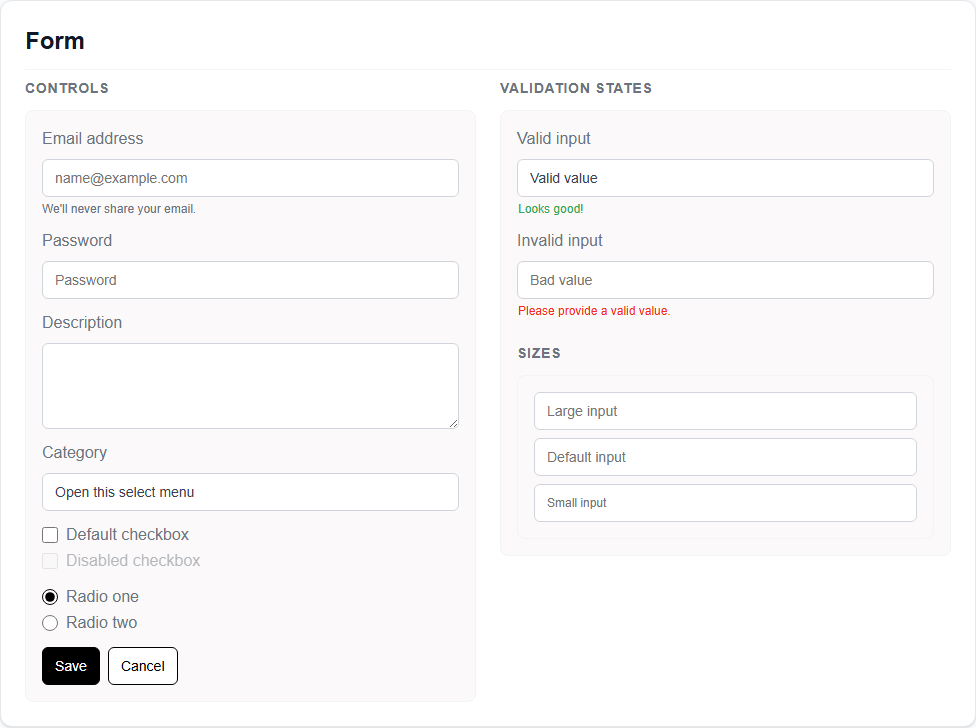 Form
CONTROLS
Email address
name@example.com
We'll never share your email.
Password
Password
Description
Category
Open this select menu
Default checkbox
Disabled checkbox
Radio one
Radio two
Save Cancel
VALIDATION STATES
Valid input
Valid value
Looks good!
Invalid input
Bad value
Please provide a valid value.
SIZES
Large input
Default input
Small input